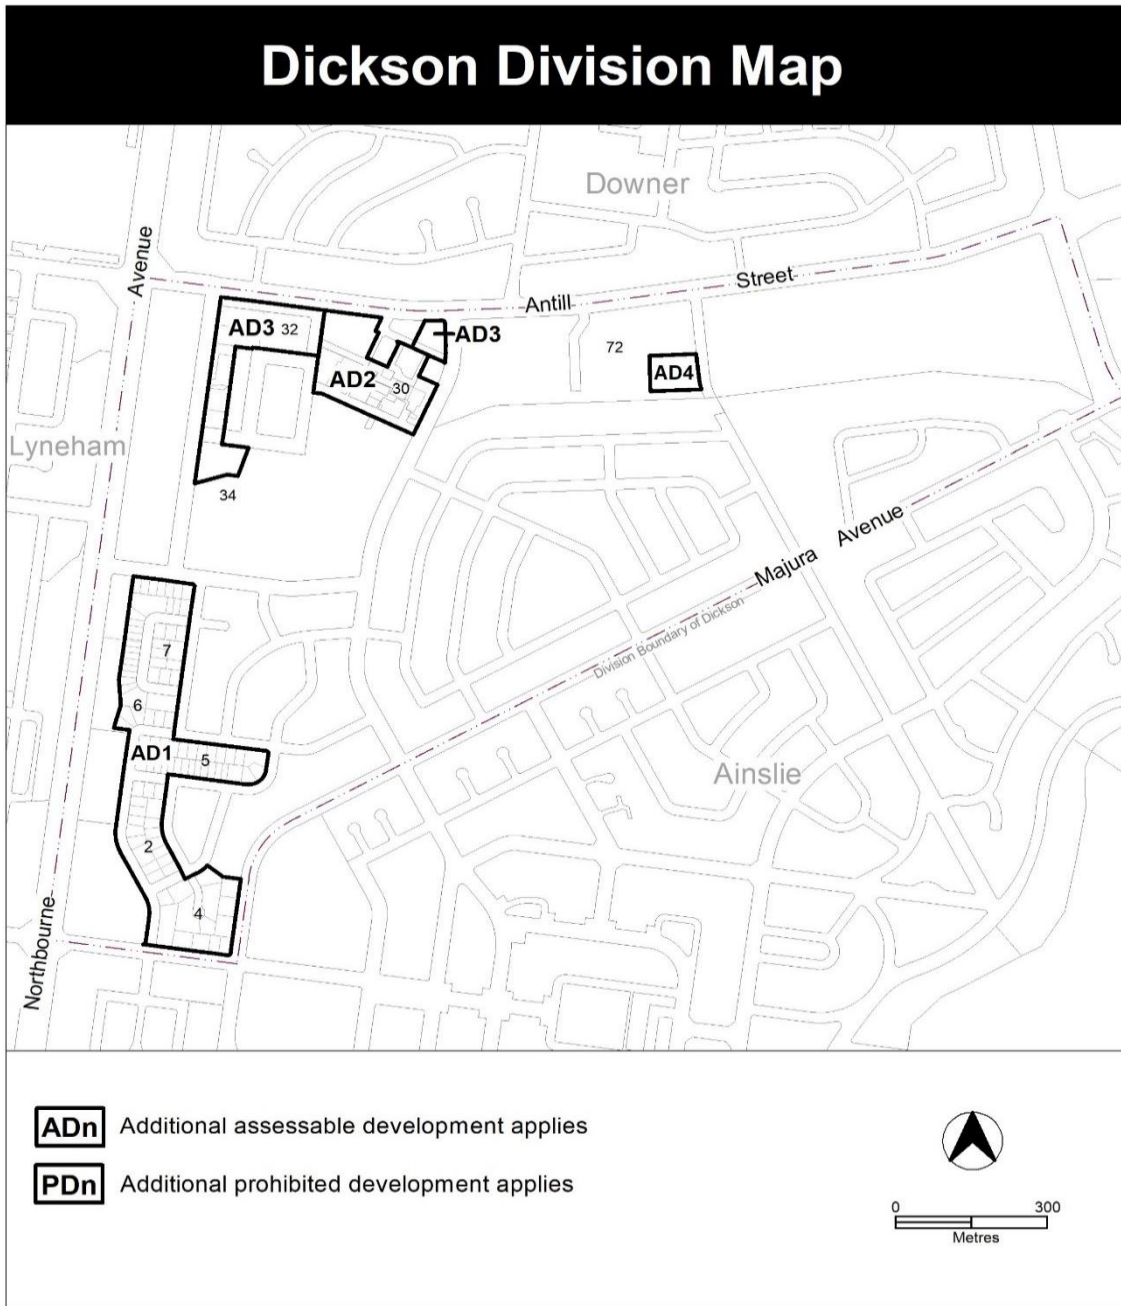 Dickson Division Map
Downer
Avenue
Street
Antill
AD3 32
AD3
72
AD2
30
AD4
Lyneham
34
Avenue
Majura
Division Boundary of Dickson
7
6
AD1
5
Ainslie
2
4
Northbourne
ADn Additional assessable development applies
PDn Additional prohibited development applies
0 300
Metres